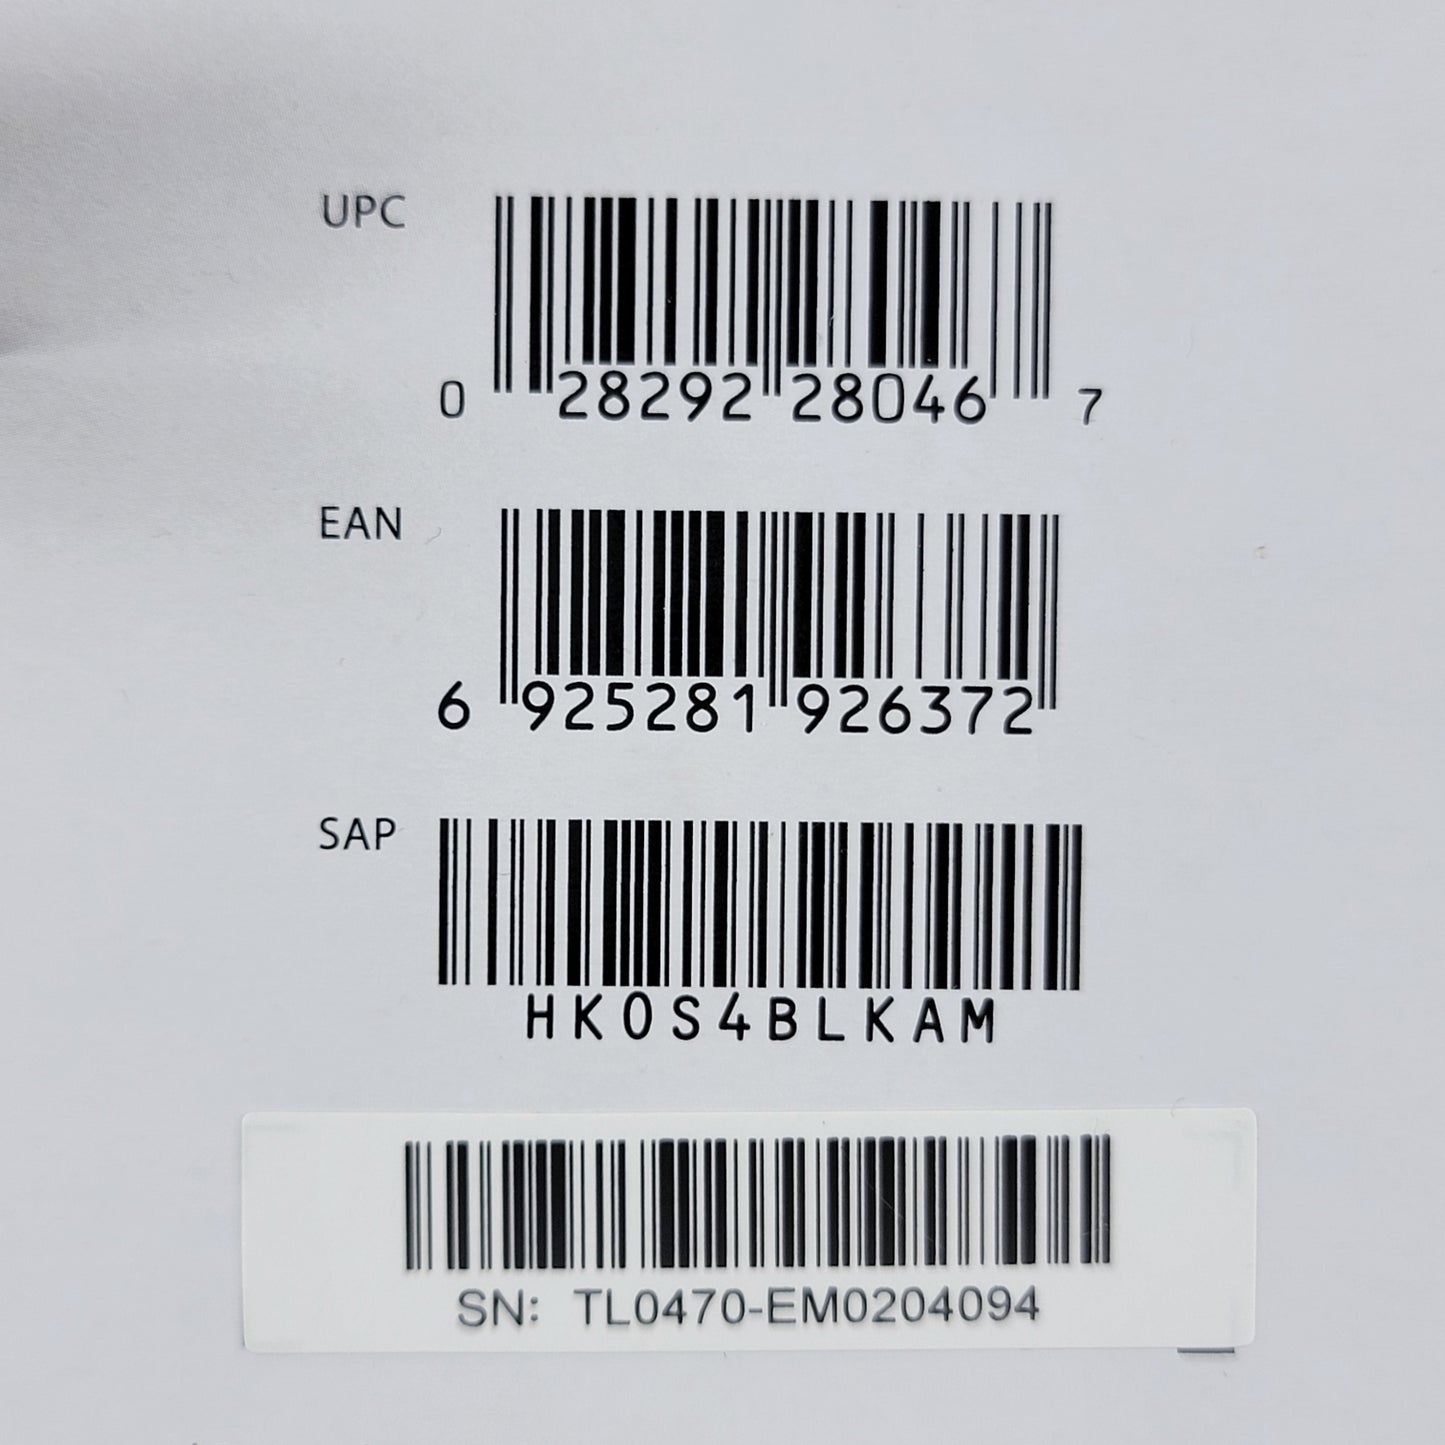 UPC
0 28292 28046 7
EAN
6 925281 926372
SAP
HK0S4BLKAM
SN: TL0470-EM0204094